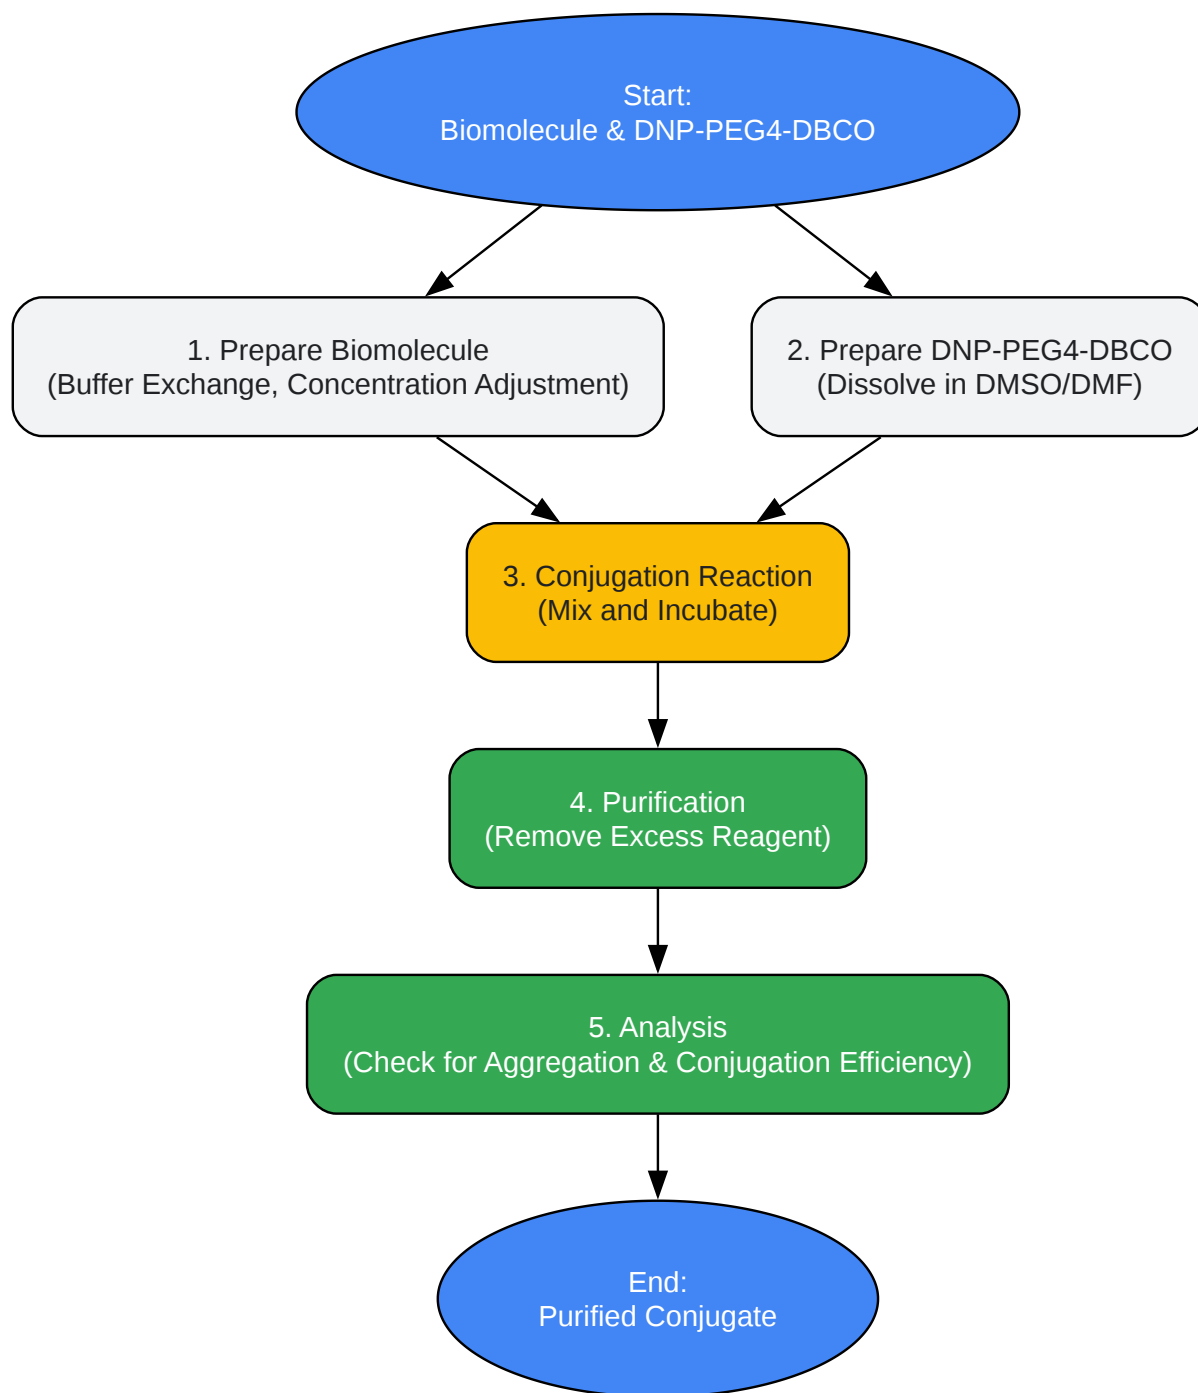 Start:
Biomolecule & DNP-PEG4-DBCO
1. Prepare Biomolecule
(Buffer Exchange, Concentration Adjustment)
2. Prepare DNP-PEG4-DBCO
(Dissolve in DMSO/DMF)
3. Conjugation Reaction
(Mix and Incubate)
4. Purification
(Remove Excess Reagent)
5. Analysis
(Check for Aggregation & Conjugation Efficiency)
End:
Purified Conjugate